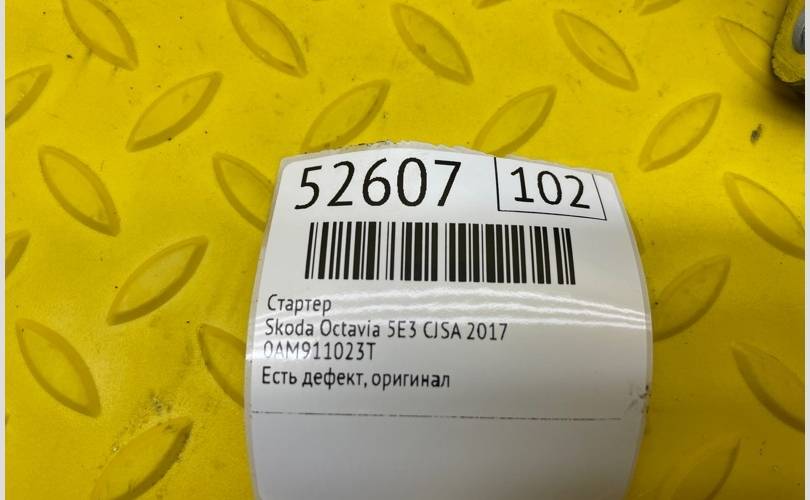 52607 102
Стартер
Skoda Octavia 5E3 CJSA 2017
0AM911023T
Есть дефект, оригинал